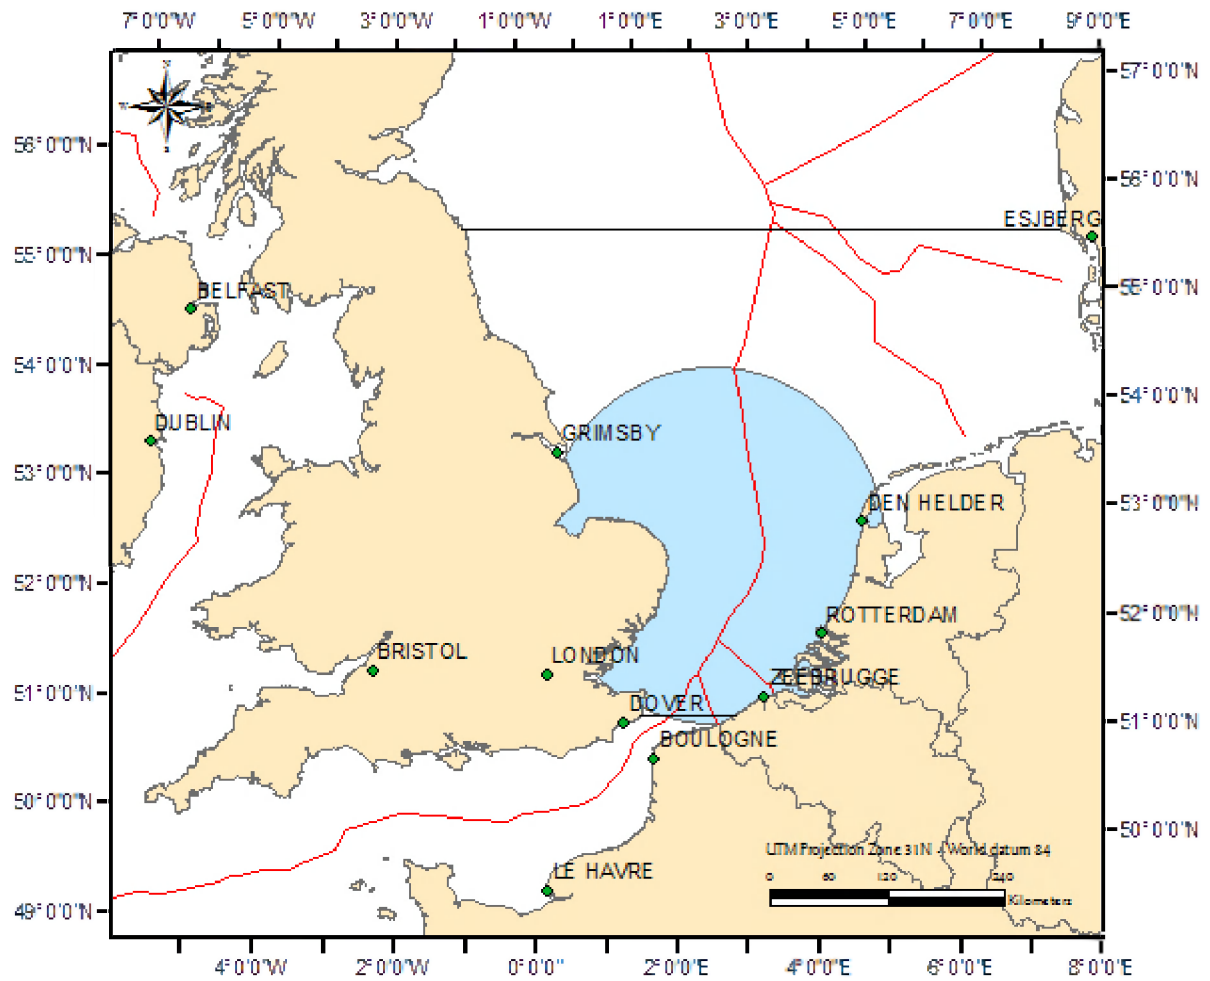 7°0'0"W 5°0'0"W 3°0'0"W 1°0'0"W 1°0'0"E 3°0'0"E 5°0'0"E 7°0'0"E 9°0'0"E
57°0'0"N
N
W
S
56°0'0"N
56°0'0"N
ESJBERG
55°0'0"N
55°0'0"N
BELFAST
54°0'0"N
54°0'0"N
DUBLIN
GRIMSBY
53°0'0"N
53°0'0"N
DEN HELDER
52°0'0"N
52°0'0"N
ROTTERDAM
BRISTOL
LONDON
ZEEBRUGGE
51°0'0"N
51°0'0"N
DOVER
BOULOGNE
50°0'0"N
50°0'0"N
UTM Projection Zone 31N - World datum 84
LE HAVRE
0 60 120 240
Kilometers
49°0'0"N
4°0'0"W 2°0'0"W 0°0'0" 2°0'0"E 4°0'0"E 6°0'0"E 8°0'0"E